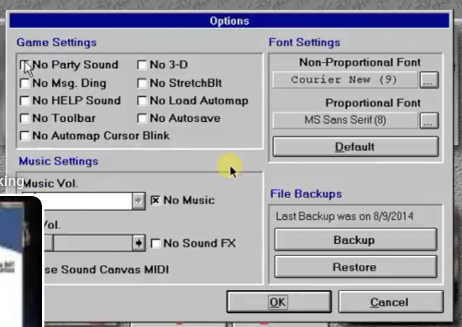 Options
Game Settings
No Party Sound
No 3-D
No Msg. Ding
No StretchBlt
No HELP Sound
No Load Automap
No Toolbar
No Autosave
No Automap Cursor Blink
Font Settings
Non-Proportional Font
Courier New (9)
...
Proportional Font
MS Sans Serif (8)
...
Default
Music Settings
king
Music Vol.
No Music
Vol.
No Sound FX
se Sound Canvas MIDI
File Backups
Last Backup was on 8/9/2014
Backup
Restore
OK
Cancel